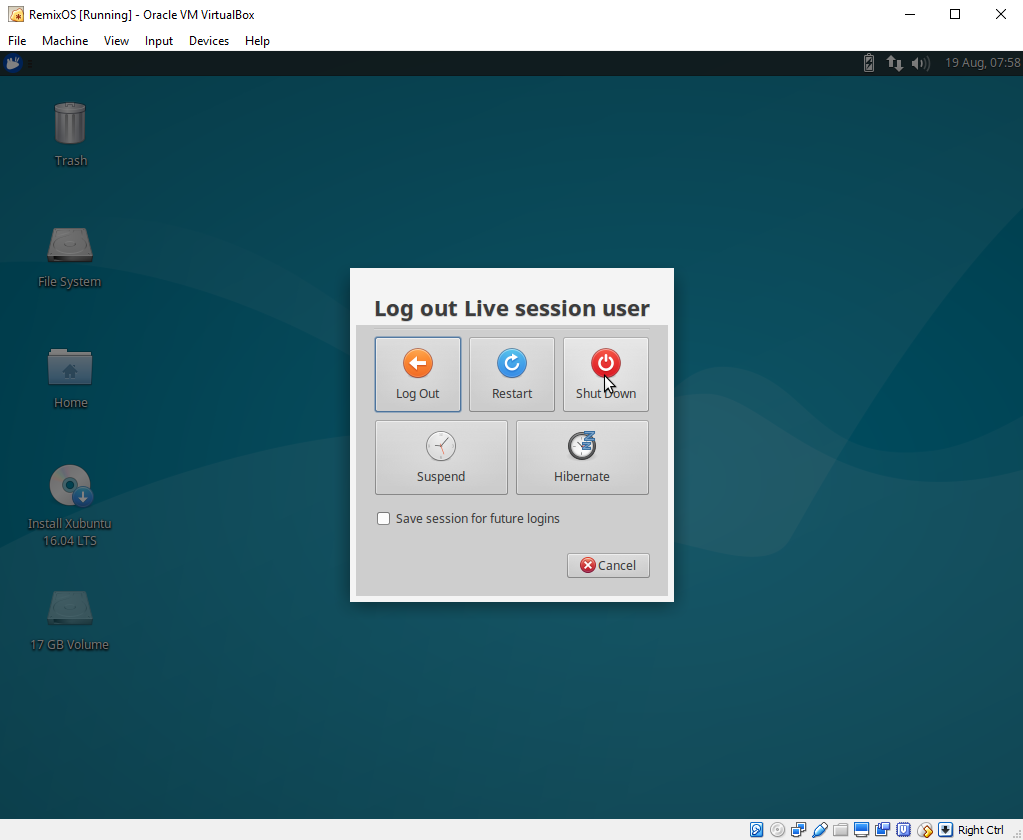 RemixOS [Running] - Oracle VM VirtualBox
File Machine View Input Devices Help
19 Aug, 07:58
Trash
File System
Home
Install Xubuntu
16.04 LTS
17 GB Volume
Log out Live session user
Log Out Restart Shut Down
Suspend Hibernate
Save session for future logins
Cancel
Right Ctrl